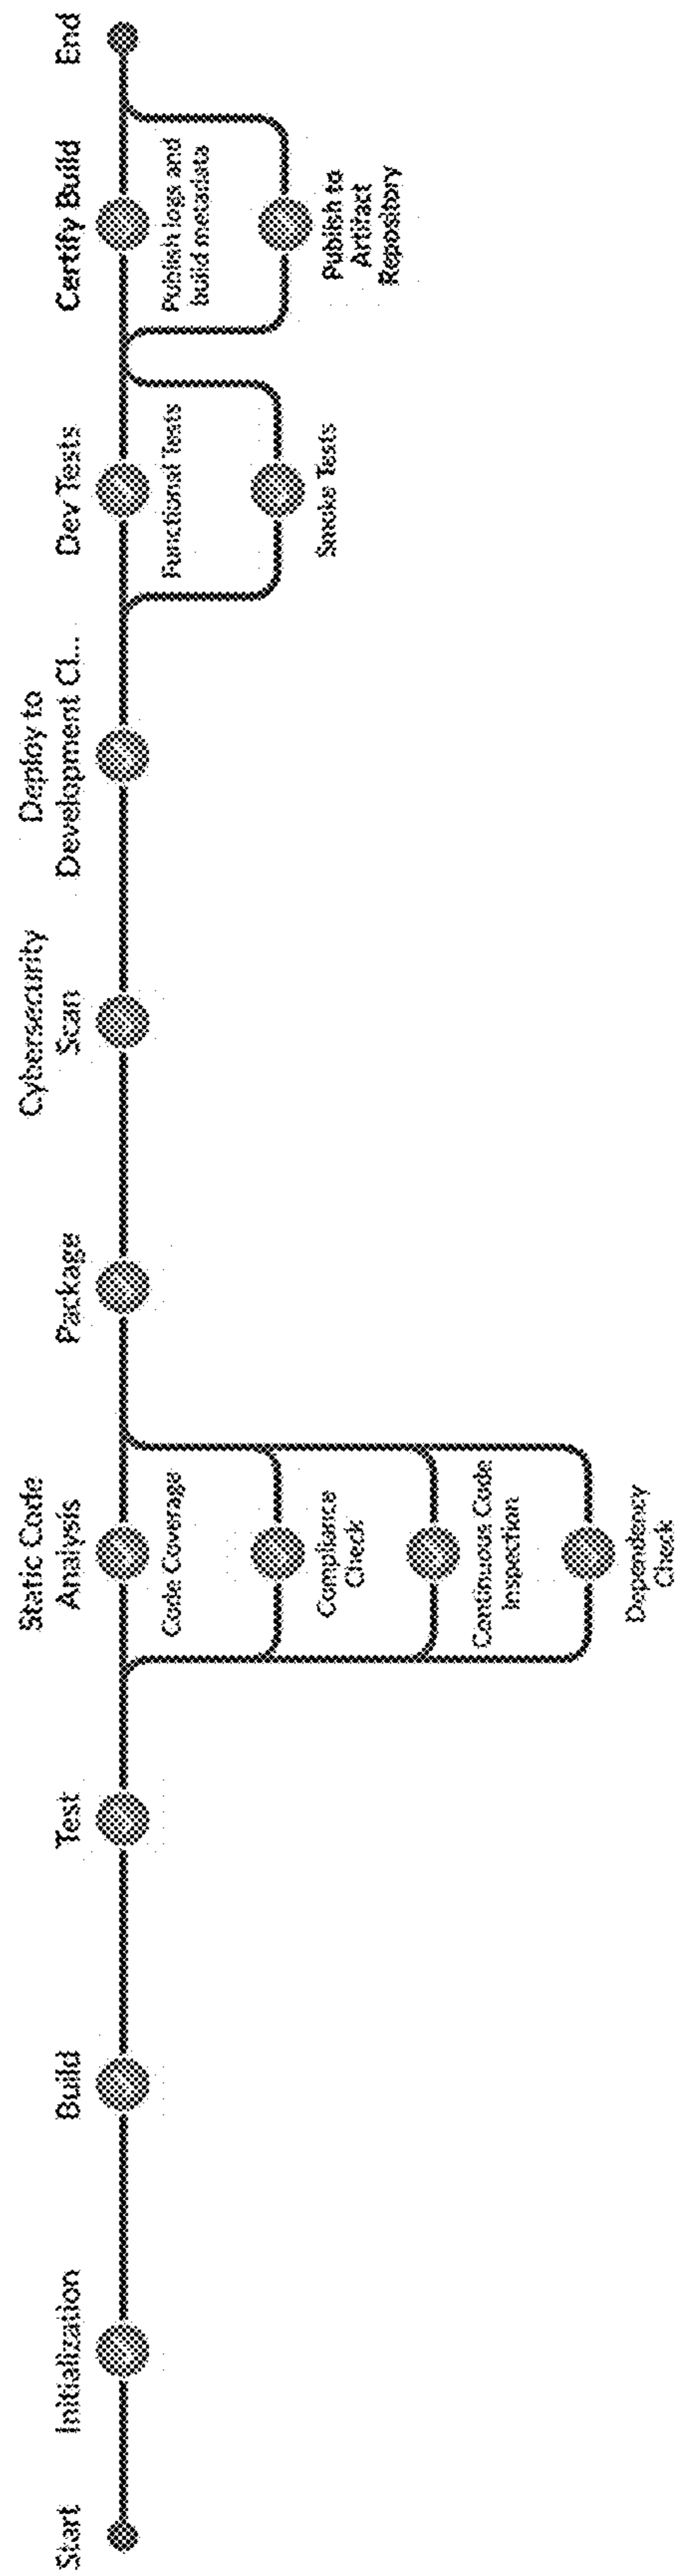 Start
Initialization
Build
Test
Static Code
Analysis
Package
Cybersecurity
Scan
Deploy to
Development Cl...
Dev Tests
Certify Build
End
Code Coverage
Compliance
Check
Continuous Code
Inspection
Dependency
Check
Functional Tests
Smoke Tests
Publish logs and
build metadata
Publish to
Artifact
Repository